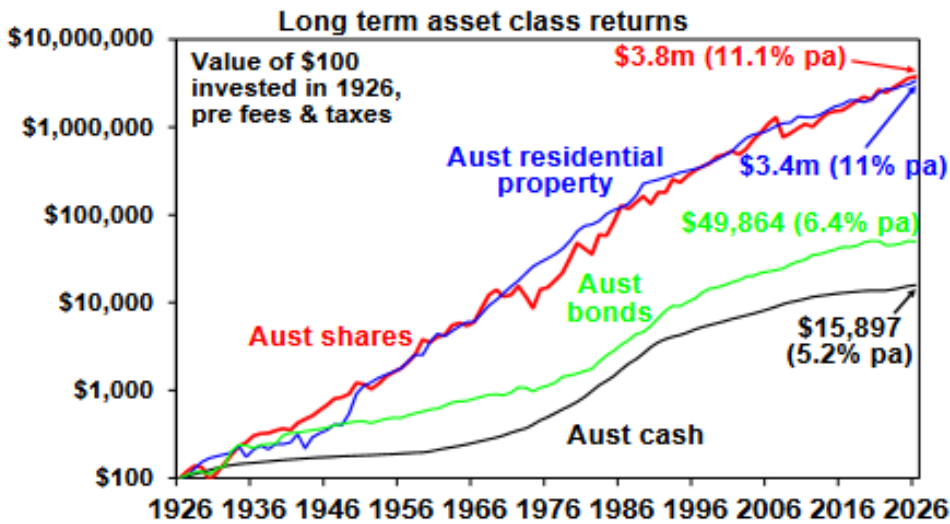 Long term asset class returns
$10,000,000
$1,000,000
$100,000
$10,000
$1,000
$100
Value of $100
invested in 1926,
pre fees & taxes
$3.8m (11.1% pa)
Aust residential
property
$3.4m (11% pa)
$49,864 (6.4% pa)
Aust
bonds
Aust shares
$15,897
(5.2% pa)
Aust cash
1926 1936 1946 1956 1966 1976 1986 1996 2006 2016 2026